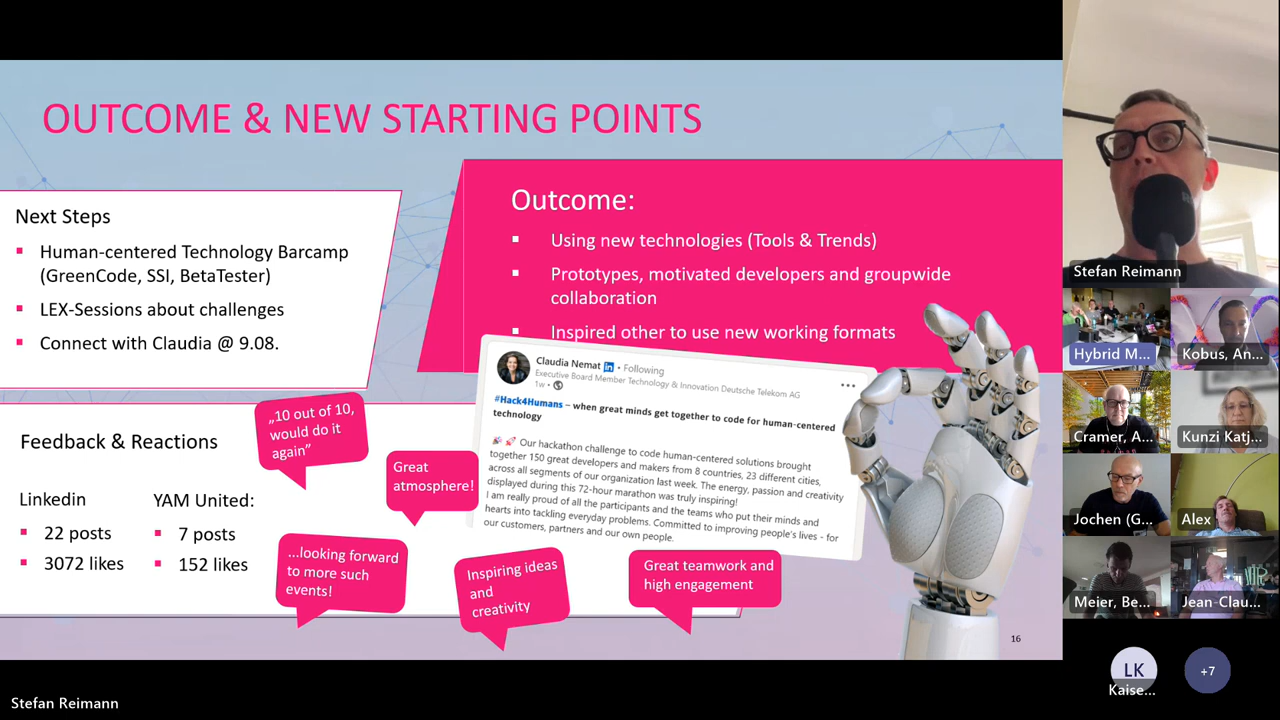 OUTCOME & NEW STARTING POINTS
Next Steps
Human-centered Technology Barcamp
(GreenCode, SSI, BetaTester)
LEX-Sessions about challenges
Connect with Claudia @ 9.08.
Outcome:
Using new technologies (Tools & Trends)
Prototypes, motivated developers and groupwide
collaboration
Inspired other to use new working formats
Claudia Nemat in • Following
Executive Board Member Technology & Innovation Deutsche Telekom AG
1w •
#Hack4Humans – when great minds get together to code for human-centered
technology
Our hackathon challenge to code human-centered solutions brought
together 150 great developers and makers from 8 countries, 23 different cities,
across all segments of our organization last week. The energy, passion and creativity
displayed during this 72-hour marathon was truly inspiring!
I am really proud of all the participants and the teams who put their minds and
hearts into tackling everyday problems. Committed to improving people's lives - for
our customers, partners and our own people.
Feedback & Reactions
Linkedin
22 posts
3072 likes
YAM United:
7 posts
152 likes
„10 out of 10,
would do it
again”
Great
atmosphere!
...looking forward
to more such
events!
Inspiring ideas
and
creativity
Great teamwork and
high engagement
16
Stefan Reimann
Stefan Reimann
Hybrid M...
Kobus, An...
Cramer, A...
Kunzi Katj...
Jochen (G...
Alex
Meier, Be...
Jean-Clau...
LK
Kaise...
+7